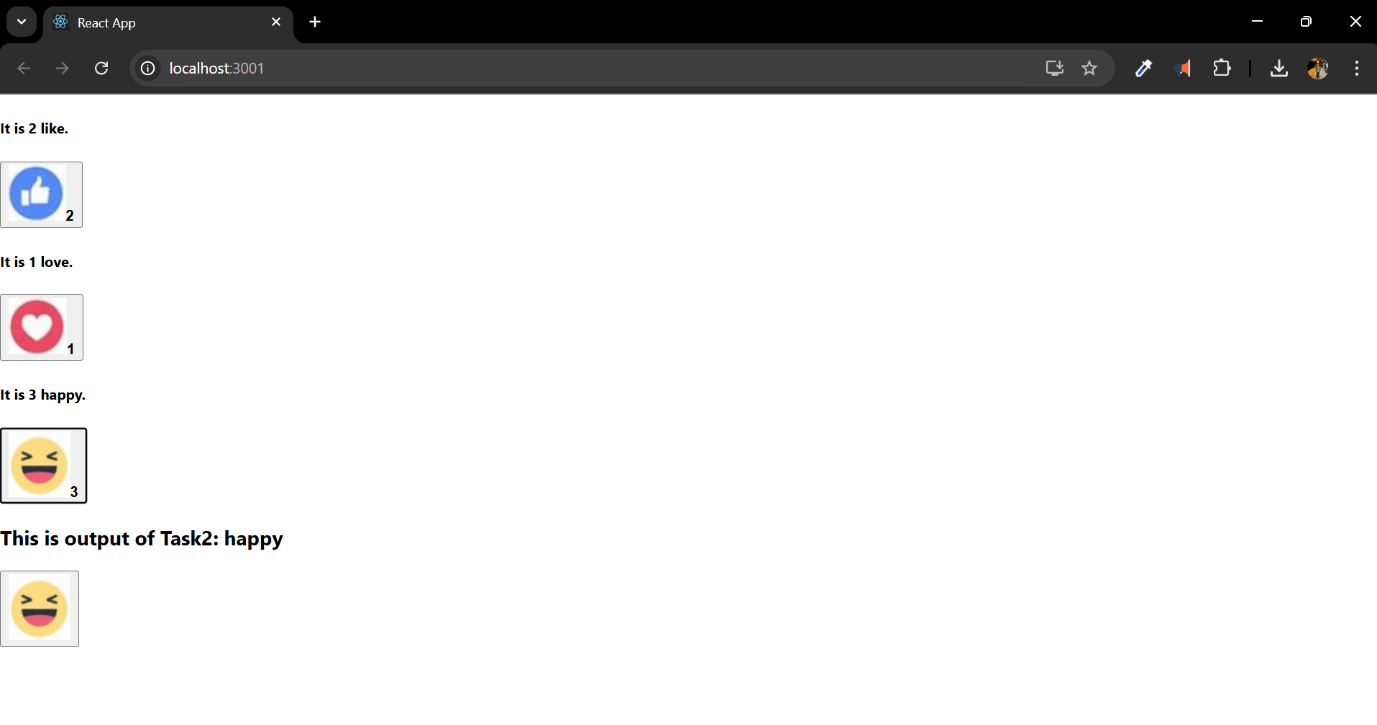 React App
localhost:3001
It is 2 like.
2
It is 1 love.
1
It is 3 happy.
3
This is output of Task2: happy